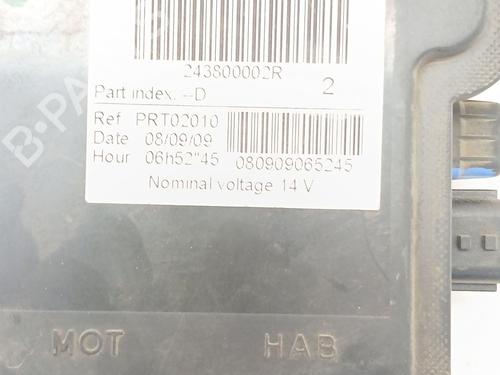 243800002R
Part index. --D 2
Ref PRT02010
Date 08/09/09
Hour 06h52"45 080909065245
Nominal voltage 14 V
MOT HAB